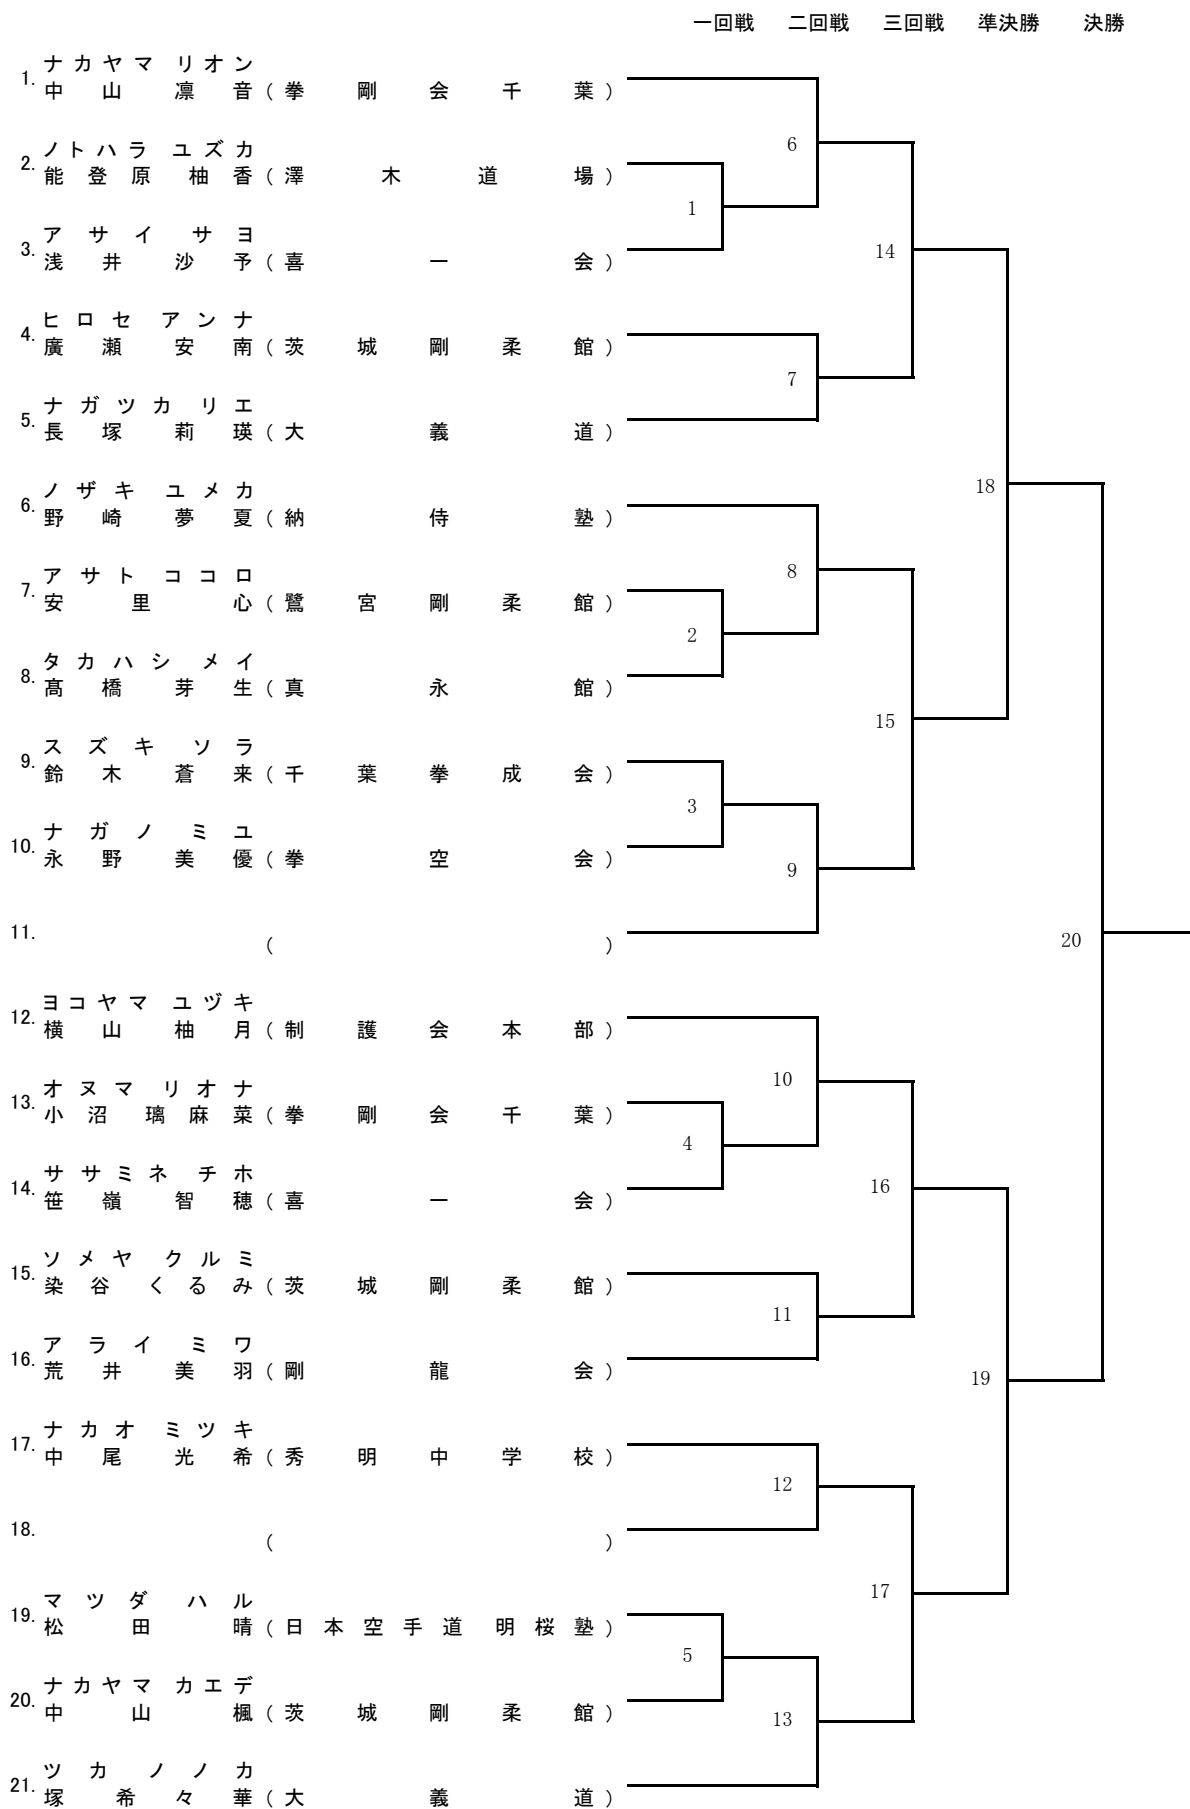 一回戦 二回戦 三回戦 準決勝 決勝
ナカヤマ リオン
1. 中山凛音(拳剛会千葉)
6
ノトハラ ユズカ
2. 能登原柚香(澤木道場)
1
アサイ サヨ
3. 浅井沙予(喜一会)
14
ヒロセ アンナ
4. 廣瀬安南(茨城剛柔館)
7
ナガツカ リエ
5. 長塚莉瑛(大義道)
18
ノザキ ユメカ
6. 野崎夢夏(納侍塾)
8
アサト ココロ
7. 安里心(鷺宮剛柔館)
2
タカハシ メイ
8. 髙橋芽生(真永館)
15
スズキ ソラ
9. 鈴木蒼来(千葉拳成会)
3
ナガノ ミユ
10. 永野美優(拳空会)
9
11. ( )
20
ヨコヤマ ユヅキ
12. 横山柚月(制護会本部)
10
オヌマ リオナ
13. 小沼璃麻菜(拳剛会千葉)
4
ササミネ チホ
14. 笹嶺智穂(喜一会)
16
ソメヤ クルミ
15. 染谷くるみ(茨城剛柔館)
11
アライ ミワ
16. 荒井美羽(剛龍会)
19
ナカオ ミツキ
17. 中尾光希(秀明中学校)
12
18. ( )
17
マツダ ハル
19. 松田晴(日本空手道 明桜塾)
5
ナカヤマ カエデ
20. 中山楓(茨城剛柔館)
13
ツカ ノノカ
21. 塚希々華(大義道)